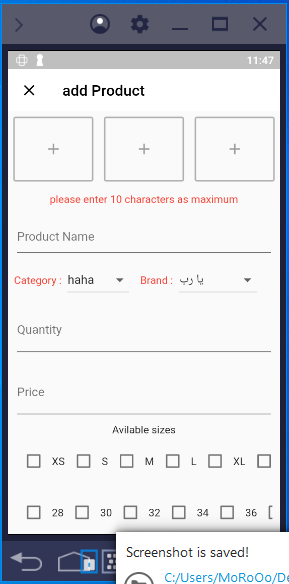 11:47
add Product
please enter 10 characters as maximum
Product Name
Category : haha Brand : يا رب
Quantity
Price
Avilable sizes
XS S M L XL
28 30 32 34 36
Screenshot is saved!
C:/Users/MoRoOo/De